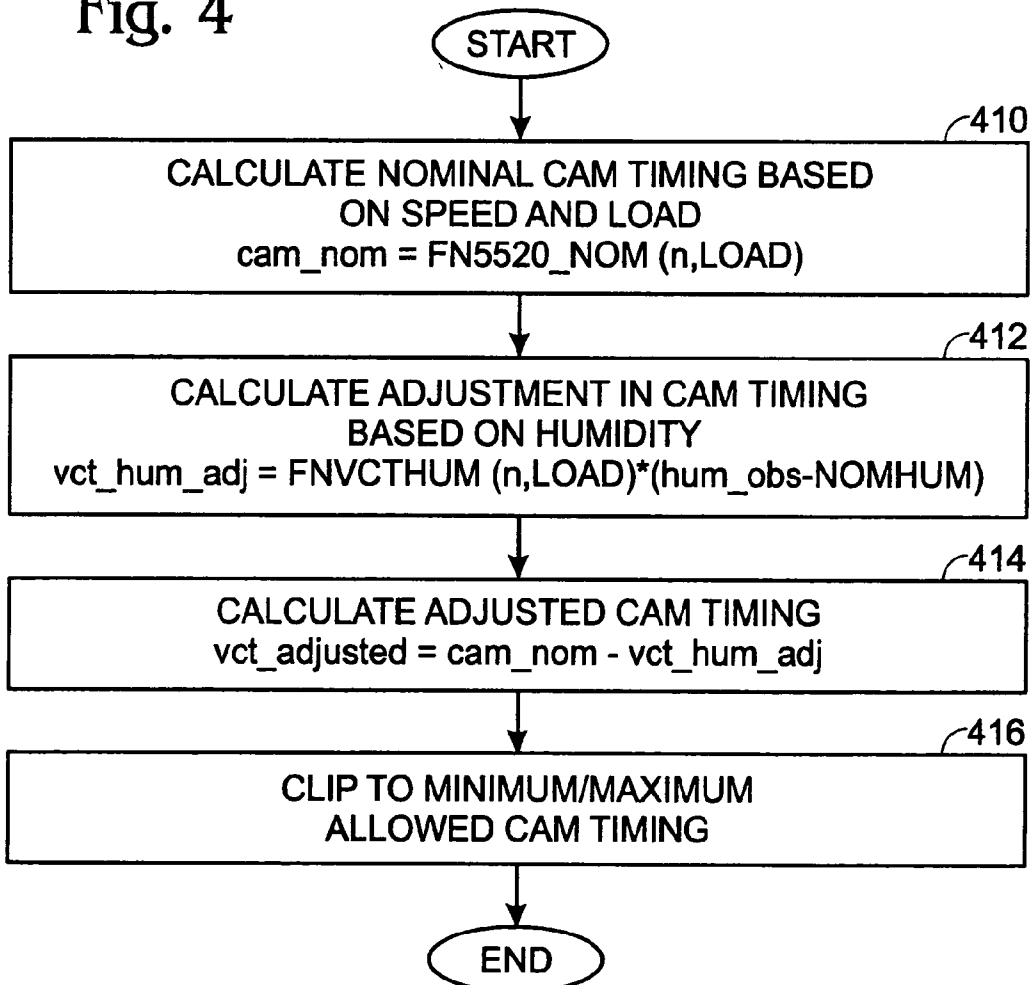 Fig. 4
START
410
CALCULATE NOMINAL CAM TIMING BASED
ON SPEED AND LOAD
cam_nom = FN5520_NOM (n,LOAD)
412
CALCULATE ADJUSTMENT IN CAM TIMING
BASED ON HUMIDITY
vct_hum_adj = FNVCTHUM (n,LOAD)*(hum_obs-NOMHUM)
414
CALCULATE ADJUSTED CAM TIMING
vct_adjusted = cam_nom - vct_hum_adj
416
CLIP TO MINIMUM/MAXIMUM
ALLOWED CAM TIMING
END